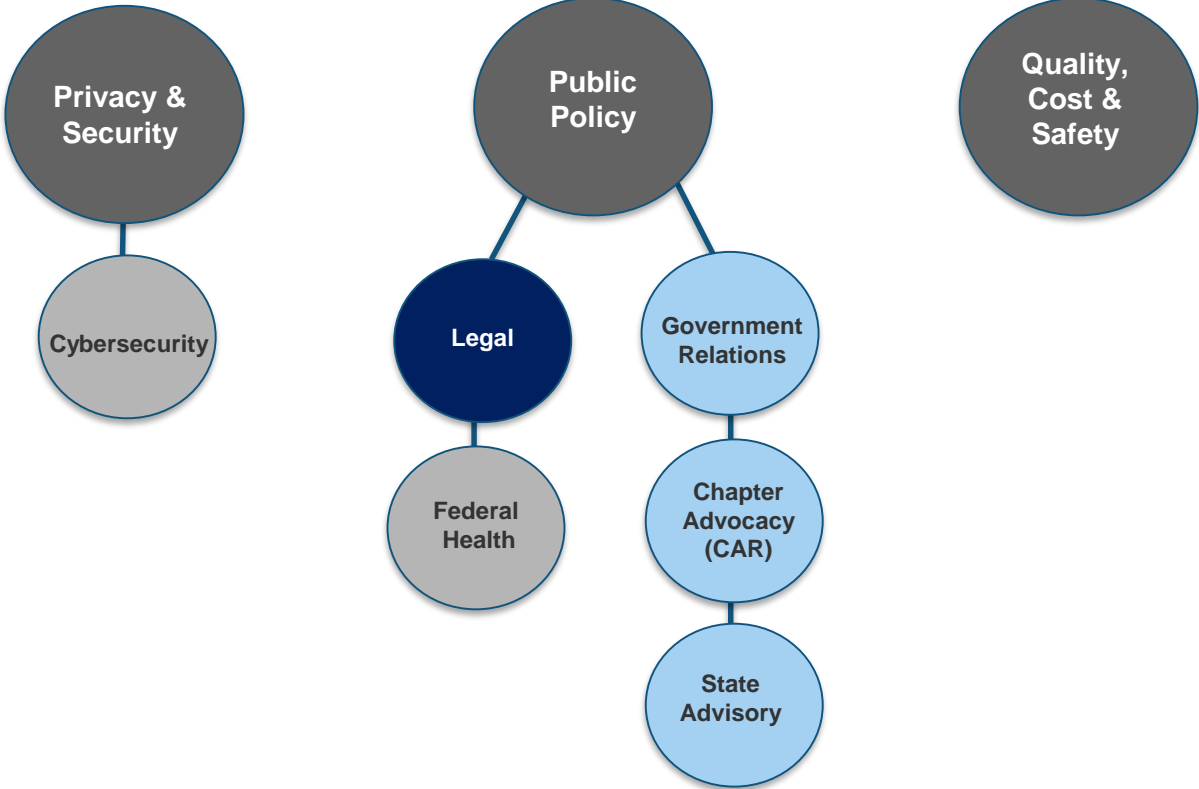 Privacy &
Security
Public
Policy
Quality,
Cost &
Safety
Cybersecurity
Legal
Government
Relations
Federal
Health
Chapter
Advocacy
(CAR)
State
Advisory